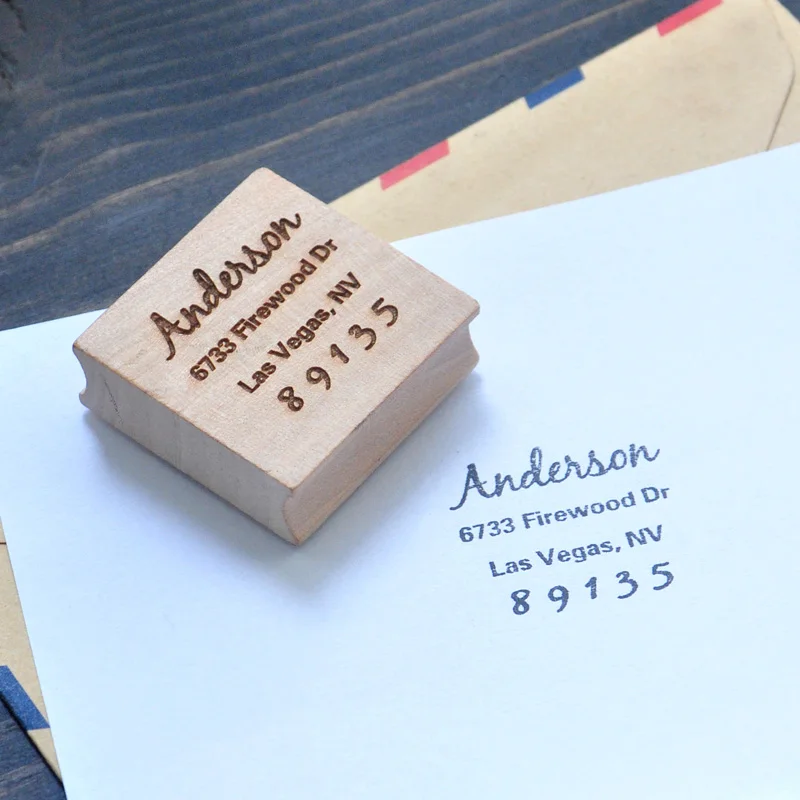 Anderson
6733 Firewood Dr
Las Vegas, NV
89135
Anderson
6733 Firewood Dr
Las Vegas, NV
89135